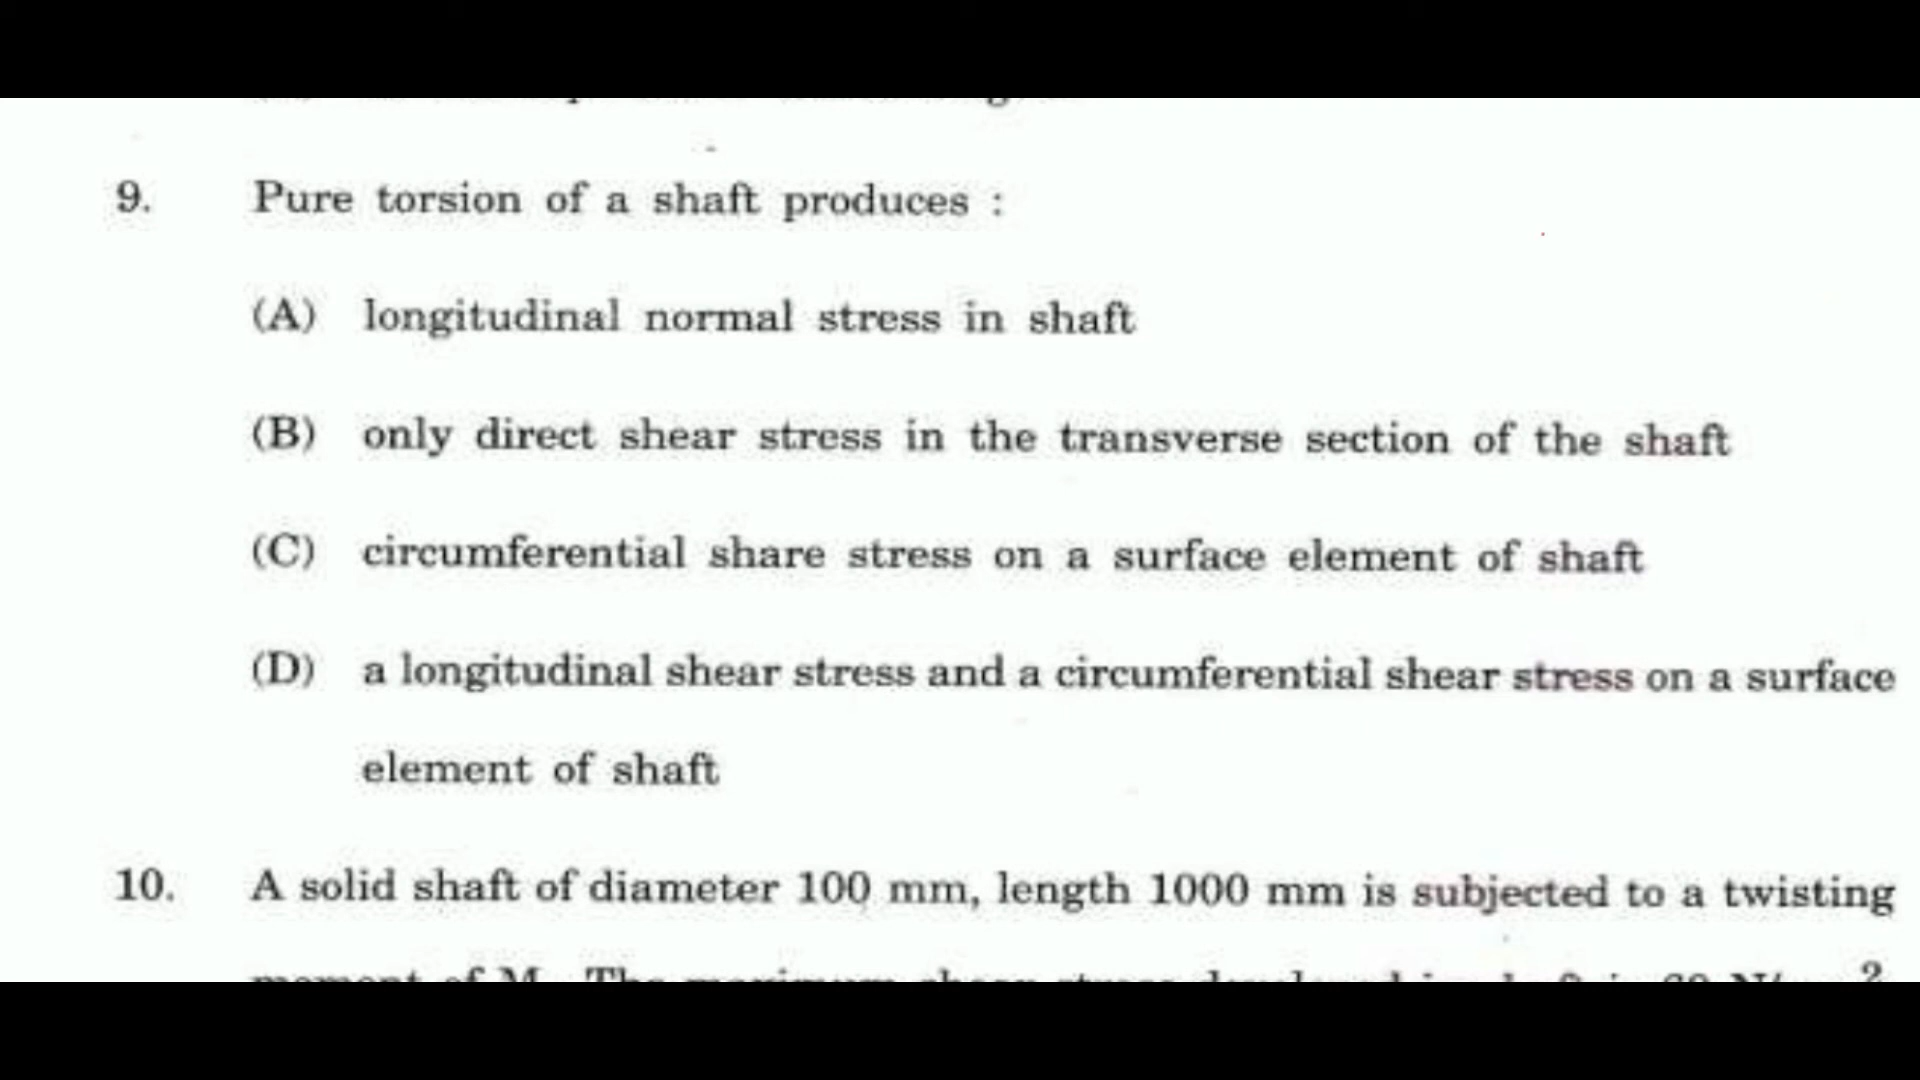 9. Pure torsion of a shaft produces :
(A) longitudinal normal stress in shaft
(B) only direct shear stress in the transverse section of the shaft
(C) circumferential share stress on a surface element of shaft
(D) a longitudinal shear stress and a circumferential shear stress on a surface
element of shaft
10. A solid shaft of diameter 100 mm, length 1000 mm is subjected to a twisting